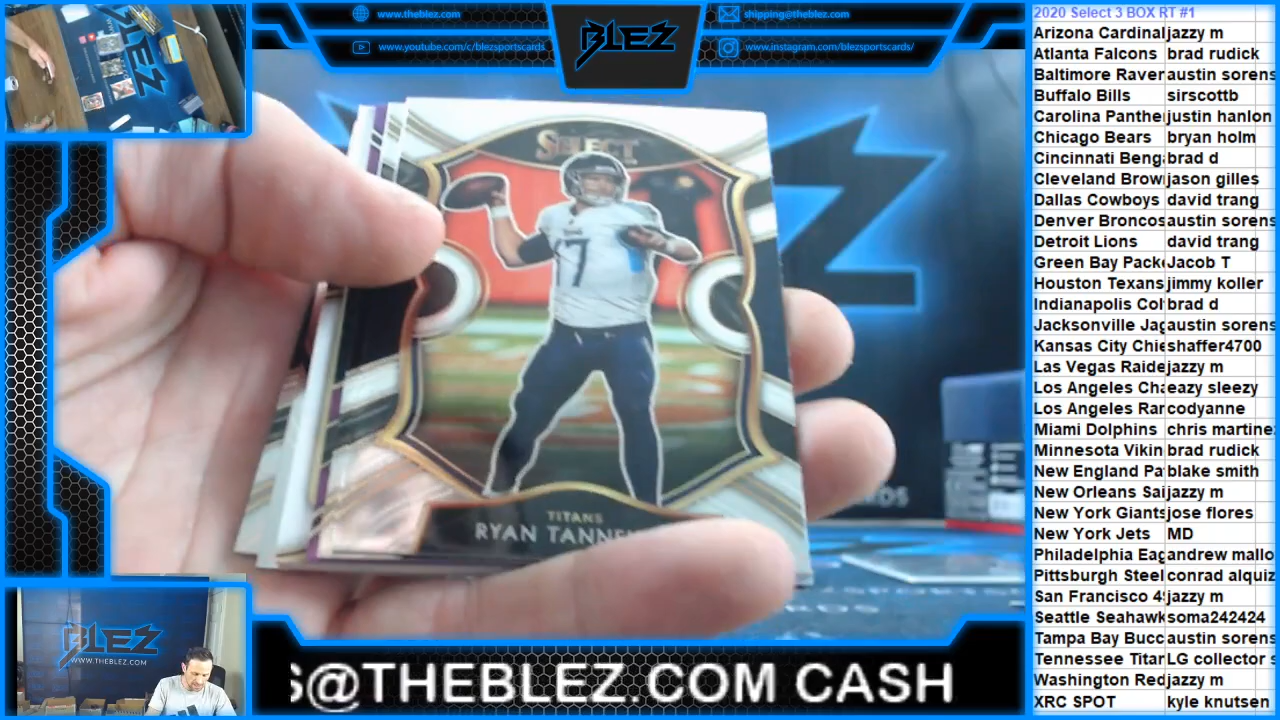 www.theblez.com
shipping@theblez.com
www.youtube.com/c/blezsportscards
www.instagram.com/blezsportscards/
BLEZ
SELECT
17
TITANS
RYAN TANNE
BLEZ
WWW.THEBLEZ.COM
S@THEBLEZ.COM CASH
2020 Select 3 BOX RT #1
Arizona Cardinal jazzy m
Atlanta Falcons brad rudick
Baltimore Raver austin sorens
Buffalo Bills sirscottb
Carolina Panthe justin hanlon
Chicago Bears bryan holm
Cincinnati Beng brad d
Cleveland Brow jason gilles
Dallas Cowboys david trang
Denver Broncos austin sorens
Detroit Lions david trang
Green Bay Packe Jacob T
Houston Texans jimmy koller
Indianapolis Col brad d
Jacksonville Jag austin sorens
Kansas City Chie shaffer4700
Las Vegas Raide jazzy m
Los Angeles Cha eazy sleezy
Los Angeles Ran codyanne
Miami Dolphins chris martine
Minnesota Vikin brad rudick
New England Pa blake smith
New Orleans Sai jazzy m
New York Giants jose flores
New York Jets MD
Philadelphia Eag andrew mallo
Pittsburgh Steel conrad alquiz
San Francisco 4 jazzy m
Seattle Seahawk soma242424
Tampa Bay Bucc austin sorens
Tennessee Titar LG collector s
Washington Red jazzy m
XRC SPOT kyle knutsen